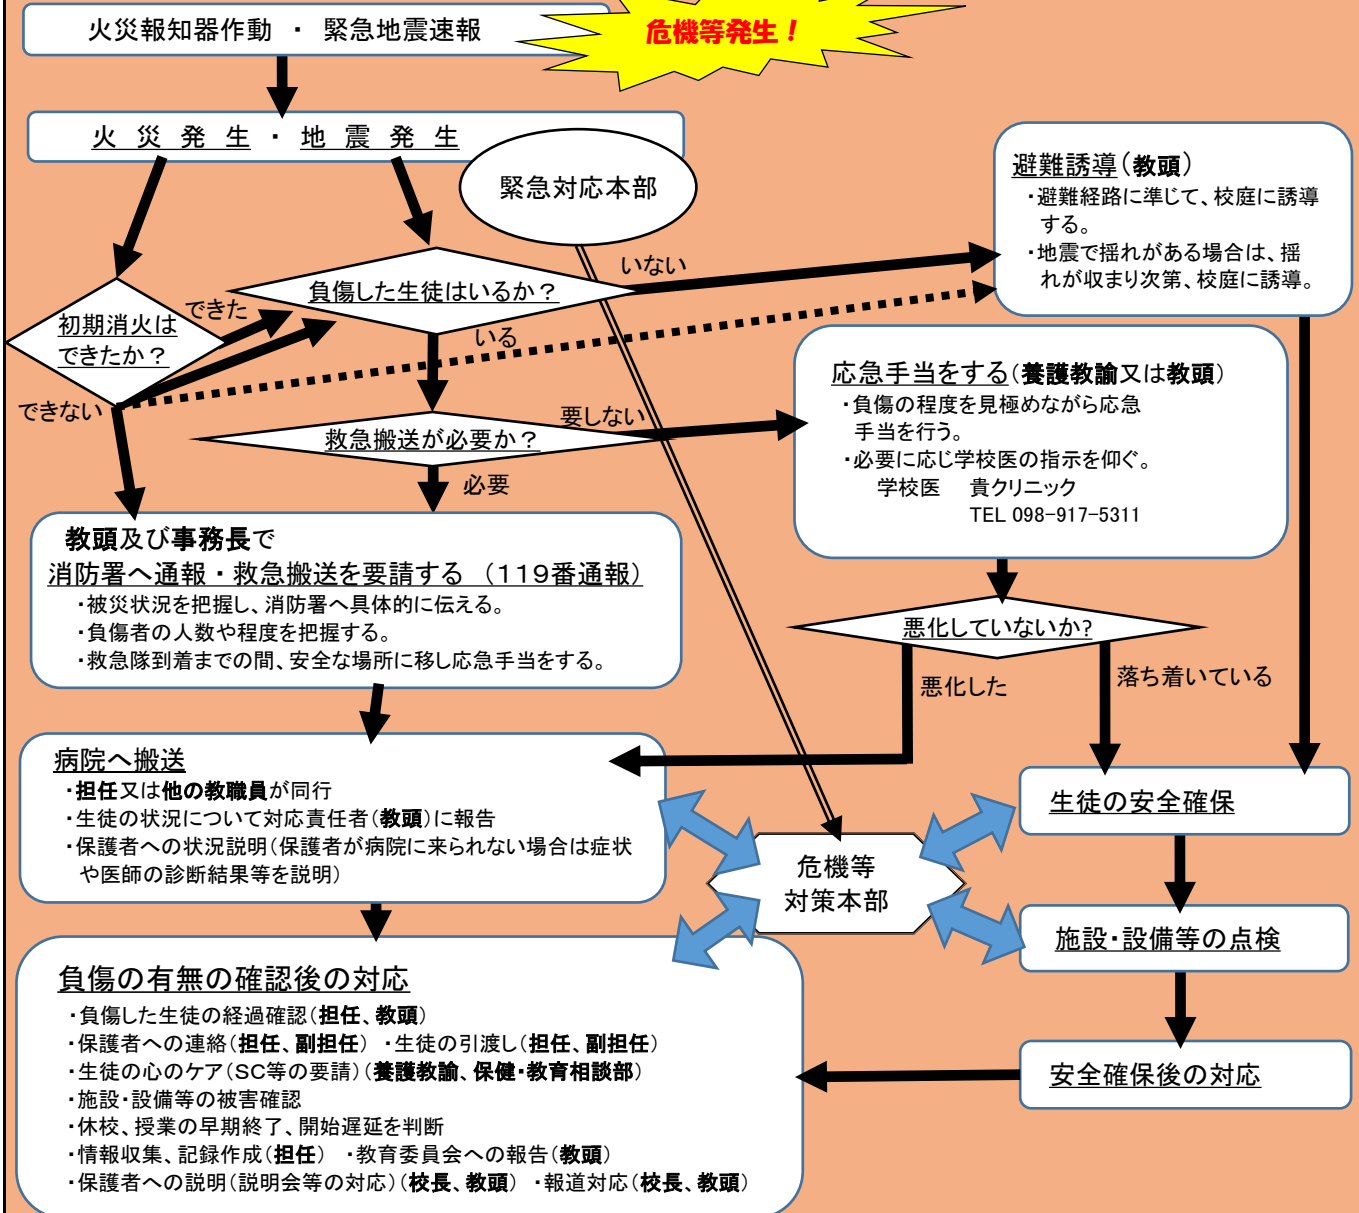 危機等発生！
火災報知器作動　・　緊急地震速報
火　災　発　生　・　地　震　発　生
緊急対応本部
避難誘導（教頭）
・避難経路に準じて、校庭に誘導
する。
・地震で揺れがある場合は、揺
れが収まり次第、校庭に誘導。
負傷した生徒はいるか？
いない
いる
初期消火は
できたか？
できた
できない
救急搬送が必要か？
要しない
必要
応急手当をする（養護教諭又は教頭）
・負傷の程度を見極めながら応急
手当を行う。
・必要に応じ学校医の指示を仰ぐ。
学校医　貴クリニック
TEL 098-917-5311
教頭及び事務長で
消防署へ通報・救急搬送を要請する　（１１９番通報）
・被災状況を把握し、消防署へ具体的に伝える。
・負傷者の人数や程度を把握する。
・救急隊到着までの間、安全な場所に移し応急手当をする。
悪化していないか?
悪化した
落ち着いている
病院へ搬送
・担任又は他の教職員が同行
・生徒の状況について対応責任者（教頭）に報告
・保護者への状況説明（保護者が病院に来られない場合は症状
や医師の診断結果等を説明）
危機等
対策本部
生徒の安全確保
施設・設備等の点検
安全確保後の対応
負傷の有無の確認後の対応
・負傷した生徒の経過確認（担任、教頭）
・保護者への連絡（担任、副担任）　・生徒の引渡し（担任、副担任）
・生徒の心のケア（SC等の要請）（養護教諭、保健・教育相談部）
・施設・設備等の被害確認
・休校、授業の早期終了、開始遅延を判断
・情報収集、記録作成（担任）　・教育委員会への報告（教頭）
・保護者への説明（説明会等の対応）（校長、教頭）　・報道対応（校長、教頭）